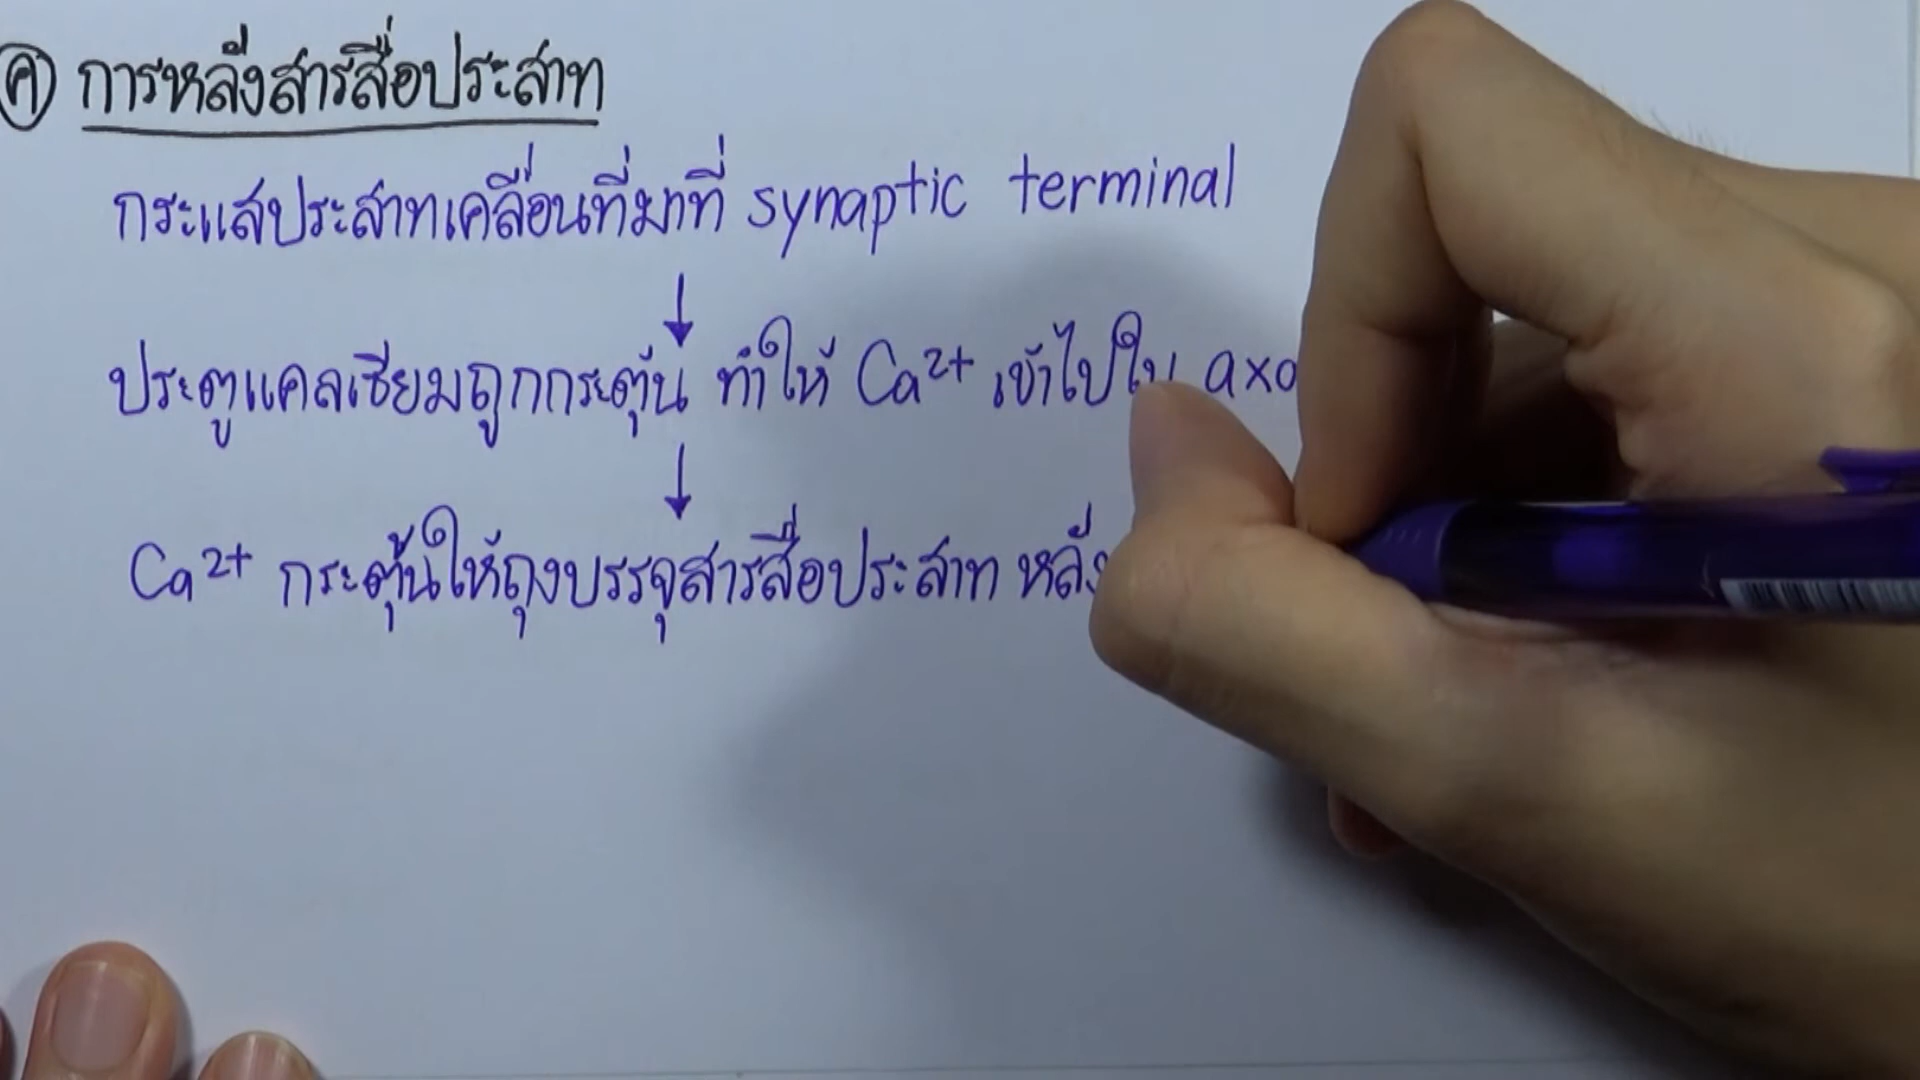 ค การหลั่งสารสื่อประสาท
กระแสประสาทเคลื่อนที่มาที่ synaptic terminal
ประตูแคลเซียมถูกกระตุ้น ทำให้ Ca²⁺ เข้าไปใน axo
Ca²⁺ กระตุ้นให้ถุงบรรจุสารสื่อประสาท หลั่ง